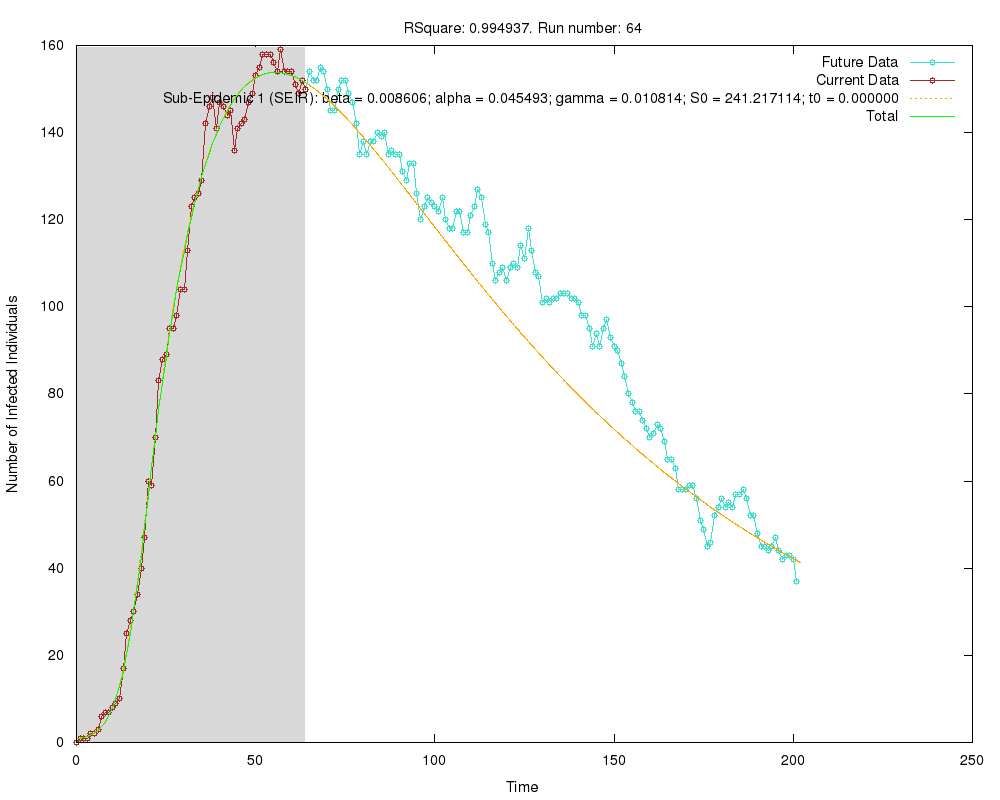 RSquare: 0.994937. Run number: 64
160
140
120
100
80
60
40
20
0
Number of Infected Individuals
Future Data
Current Data
Sub-Epidemic 1 (SEIR): beta = 0.008606; alpha = 0.045493; gamma = 0.010814; S0 = 241.217114; t0 = 0.000000
Total
0 50 100 150 200 250
Time